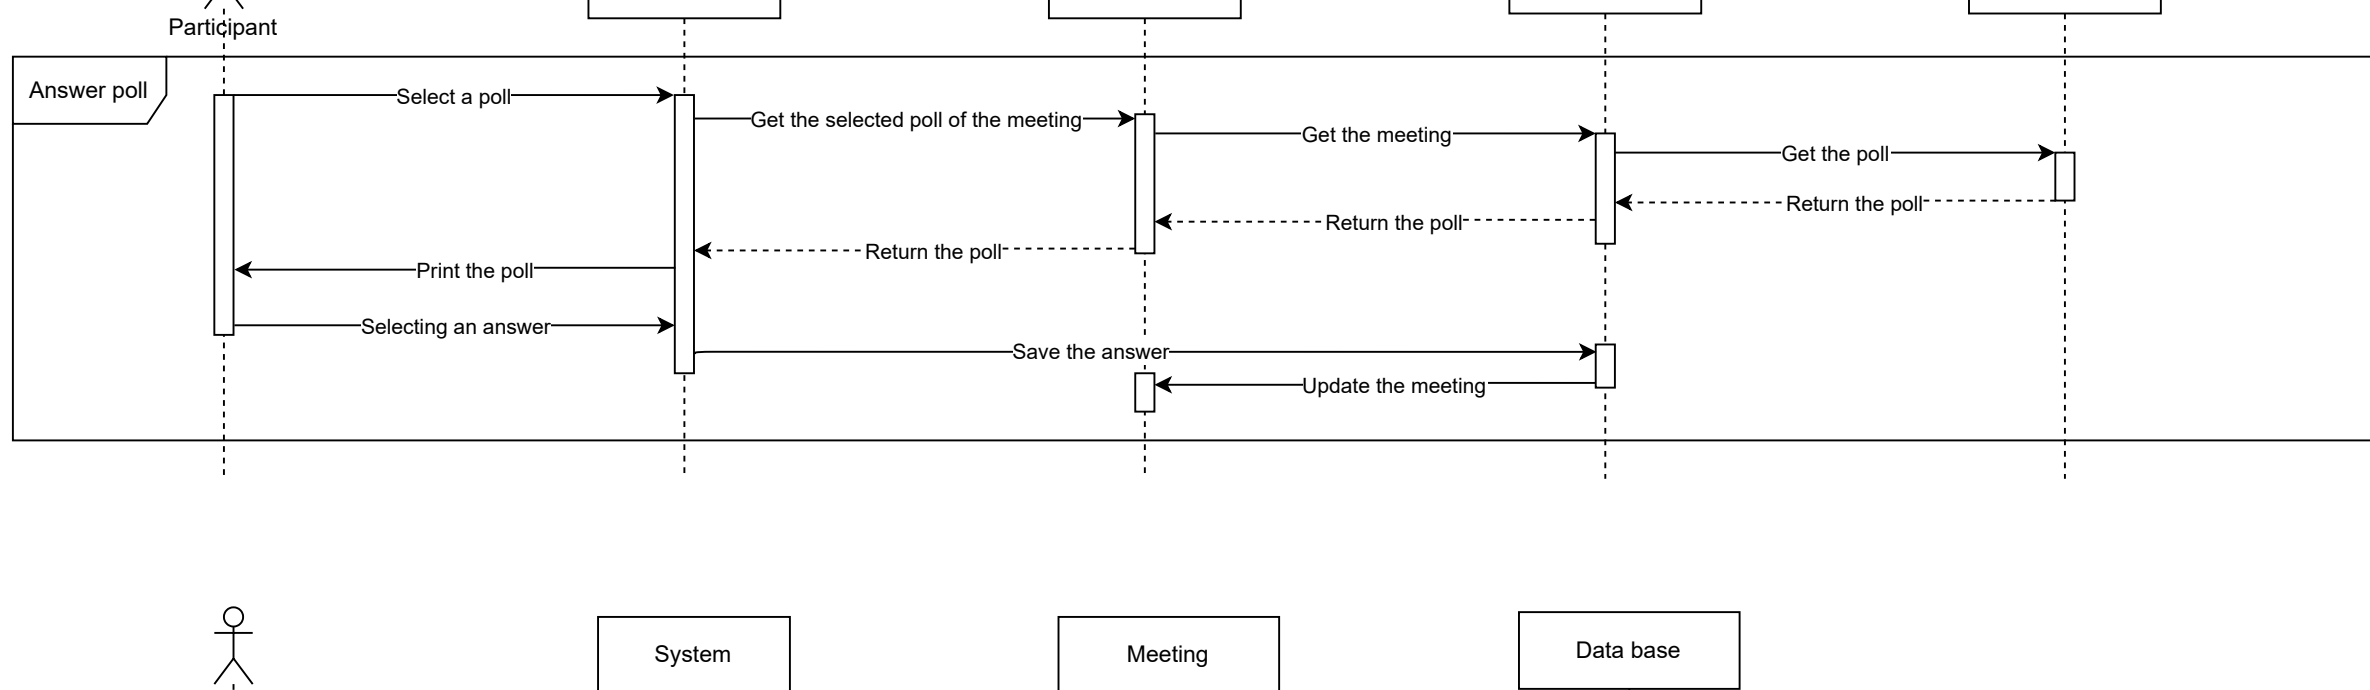 Participant
Answer poll
Select a poll
Get the selected poll of the meeting
Get the meeting
Get the poll
Return the poll
Return the poll
Return the poll
Print the poll
Selecting an answer
Save the answer
Update the meeting
System
Meeting
Data base